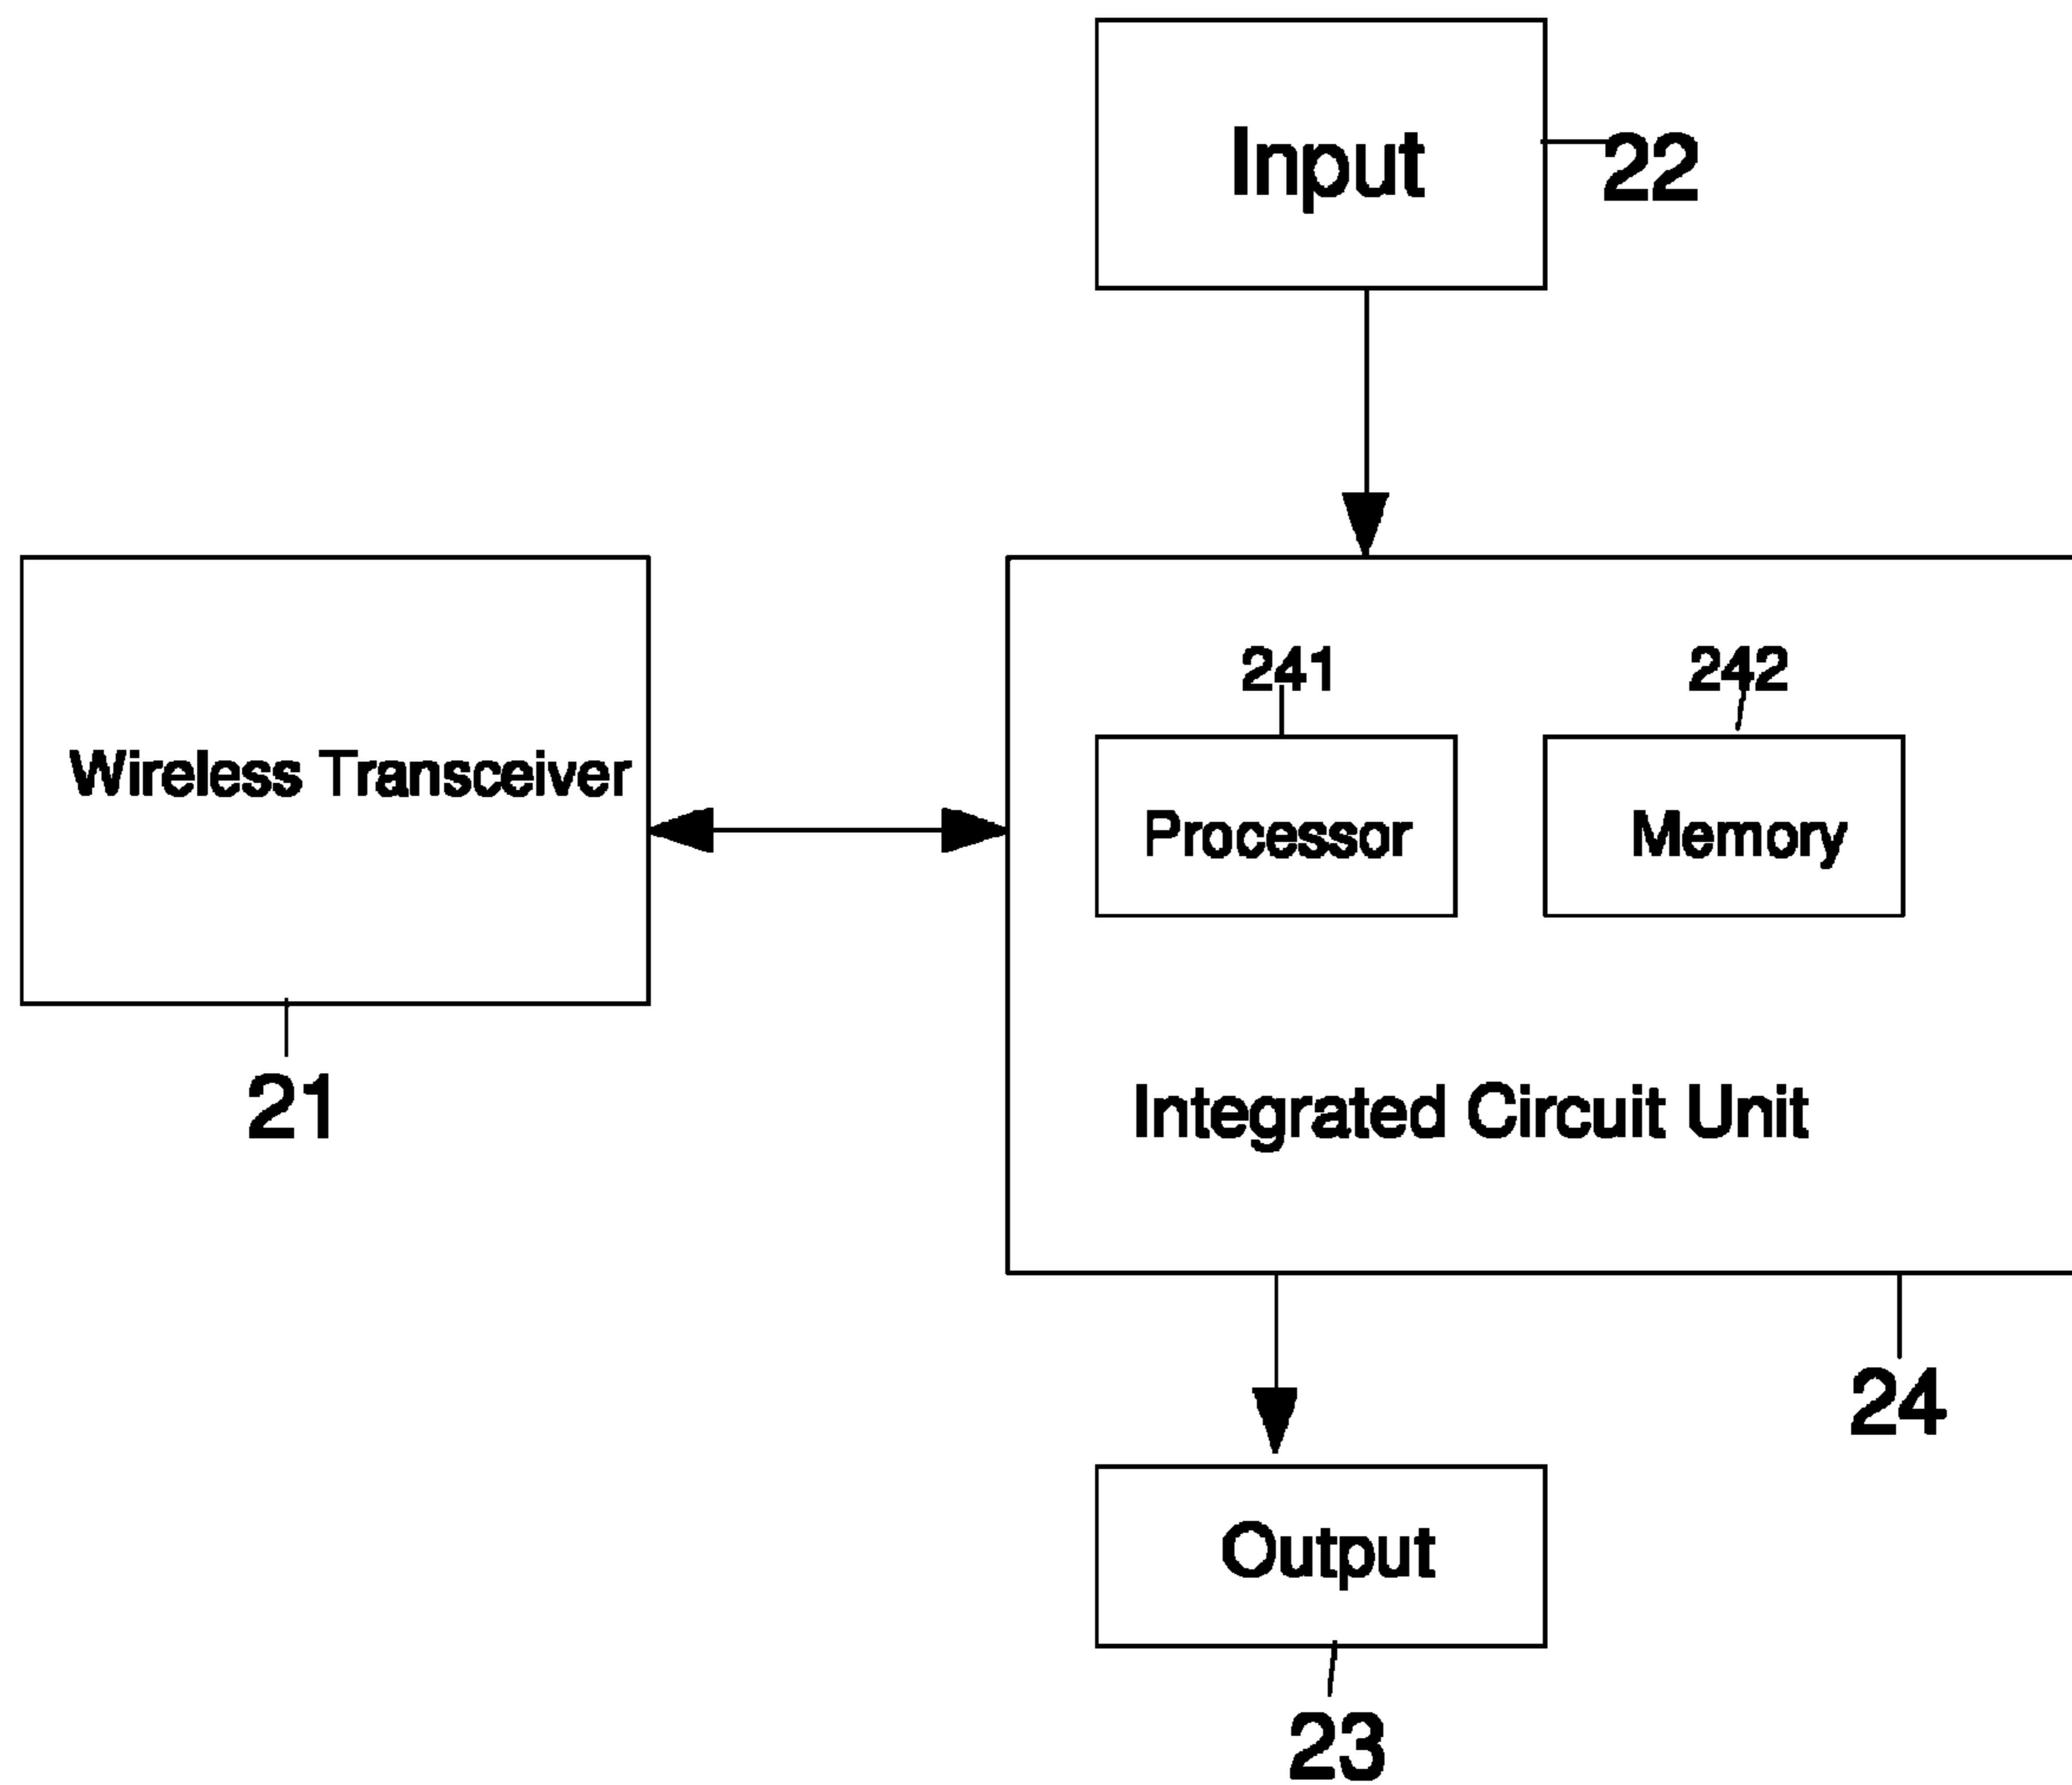 Input
22
241
242
Wireless Transceiver
Processor
Memory
21
Integrated Circuit Unit
24
Output
23